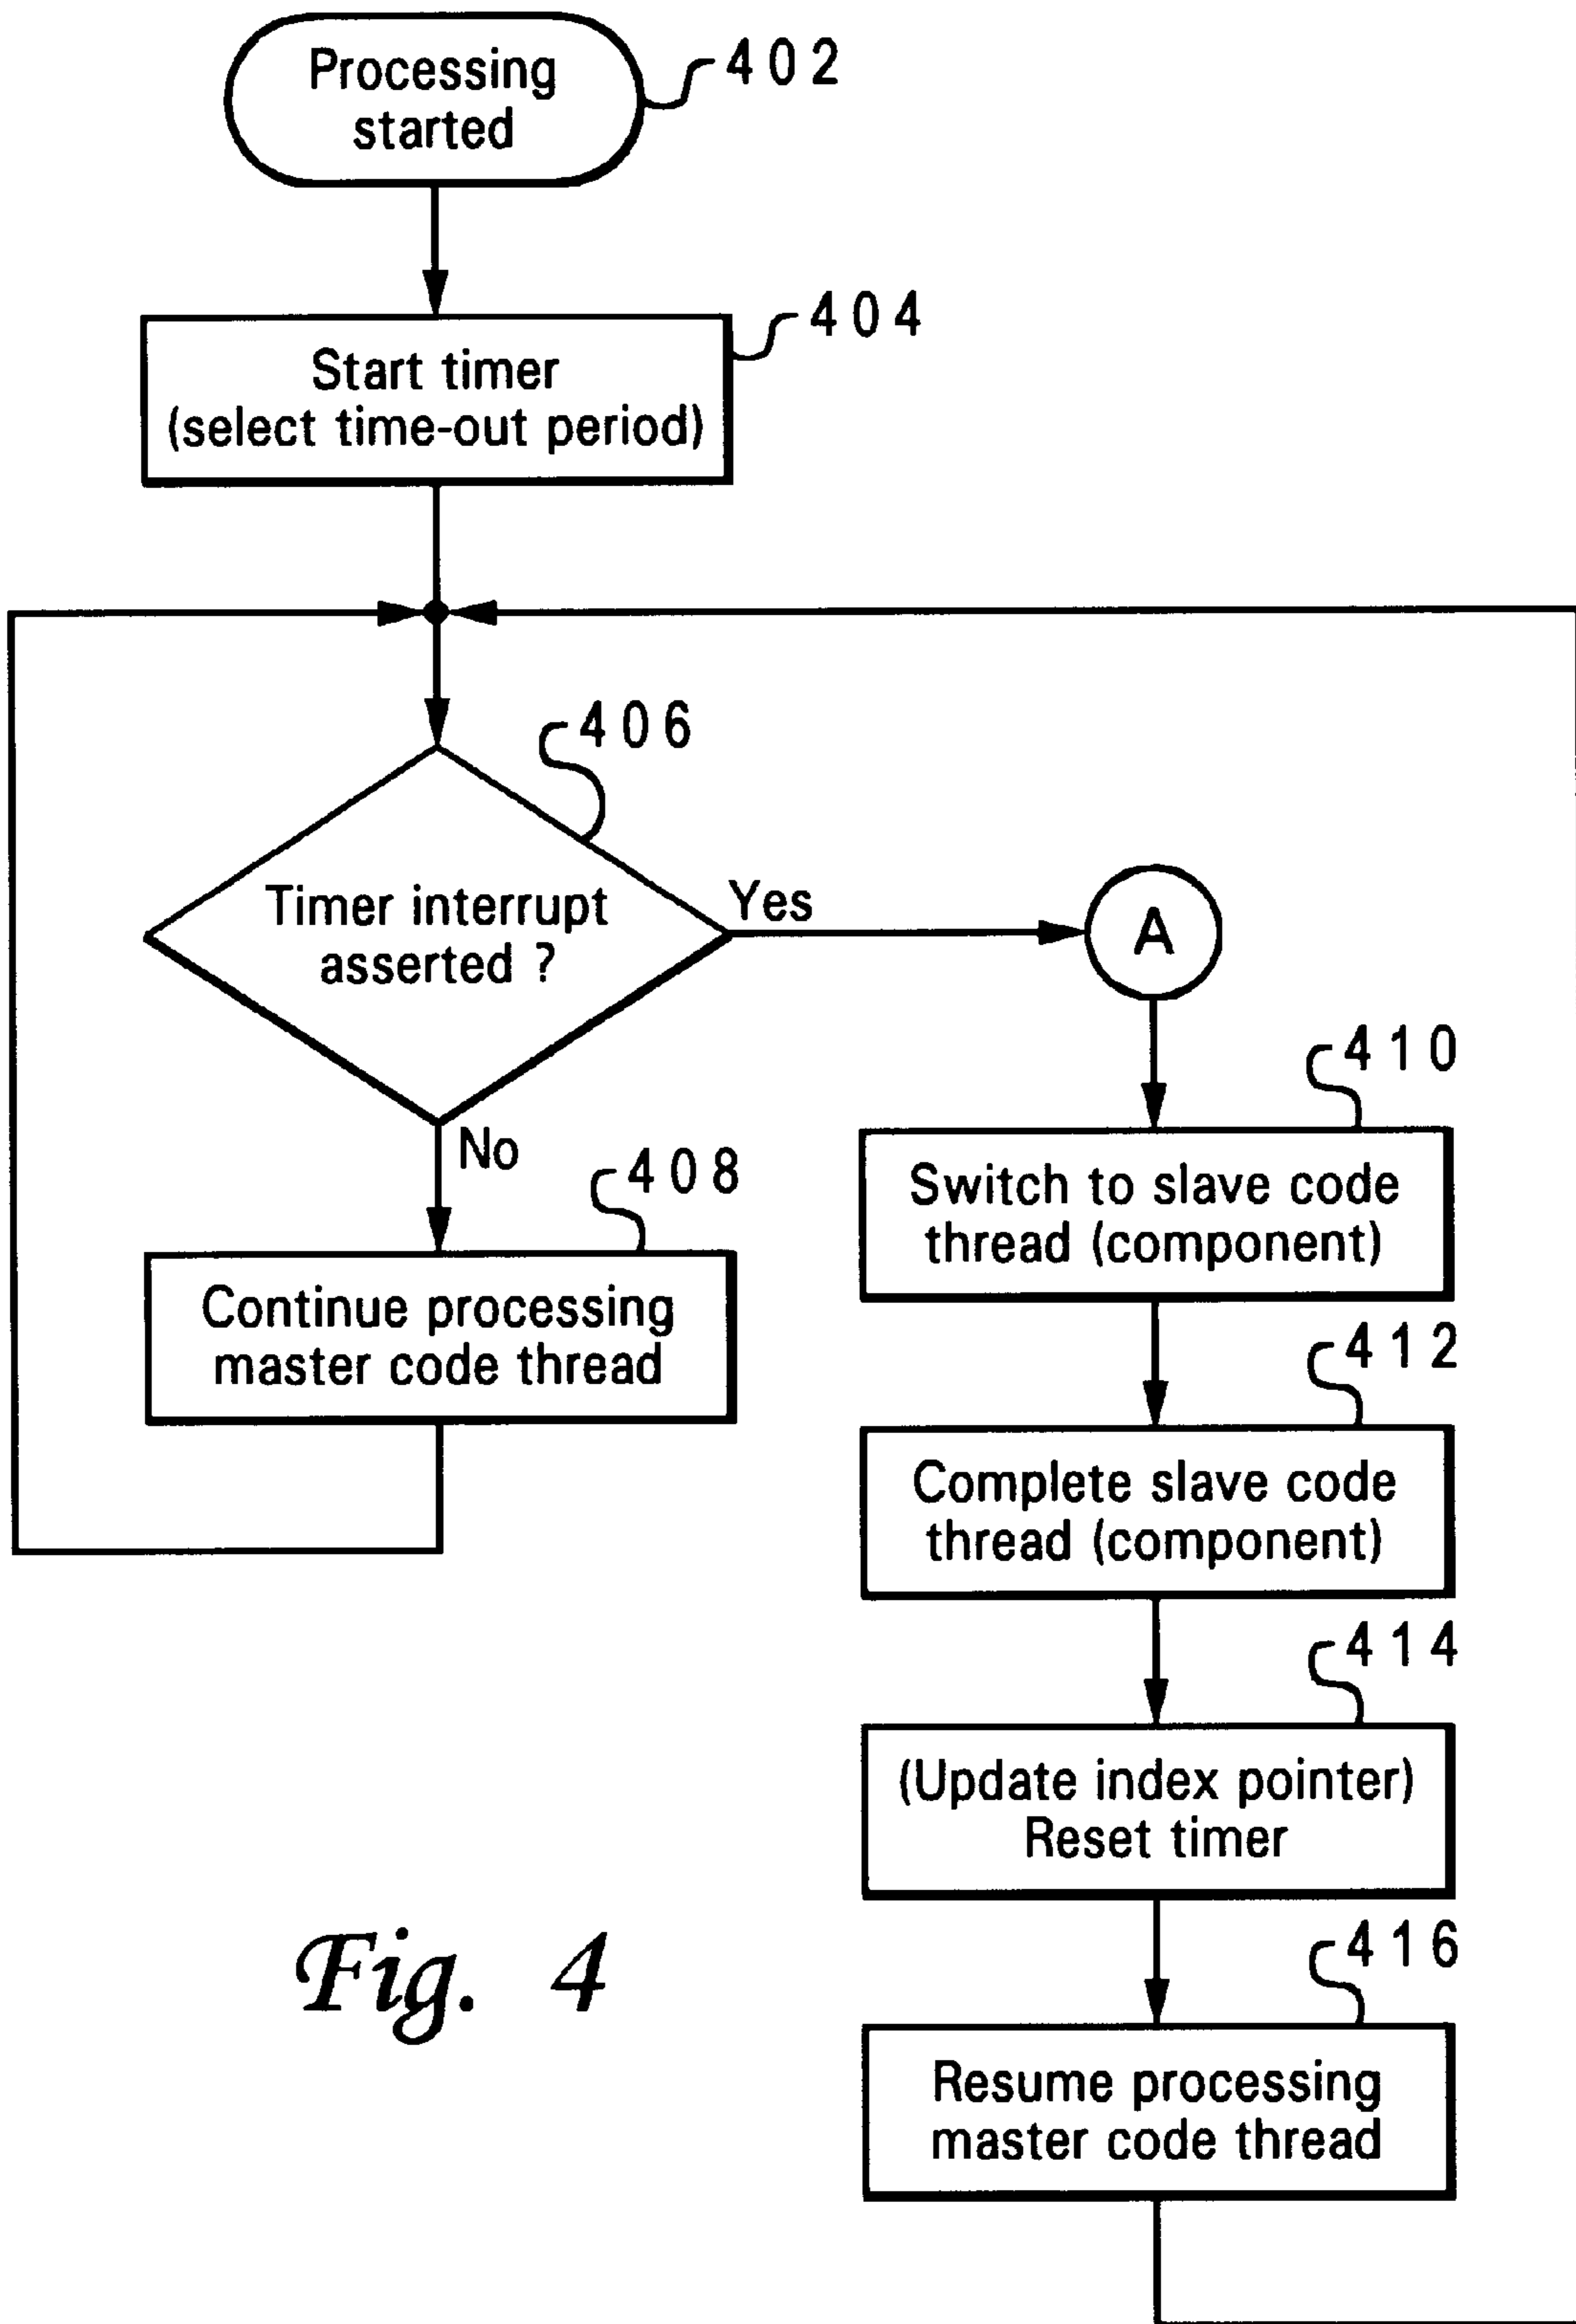 Processing
started
402
Start timer
(select time-out period)
404
406
Timer interrupt
asserted ?
Yes
A
No
408
Continue processing
master code thread
410
Switch to slave code
thread (component)
412
Complete slave code
thread (component)
414
(Update index pointer)
Reset timer
416
Resume processing
master code thread
Fig. 4